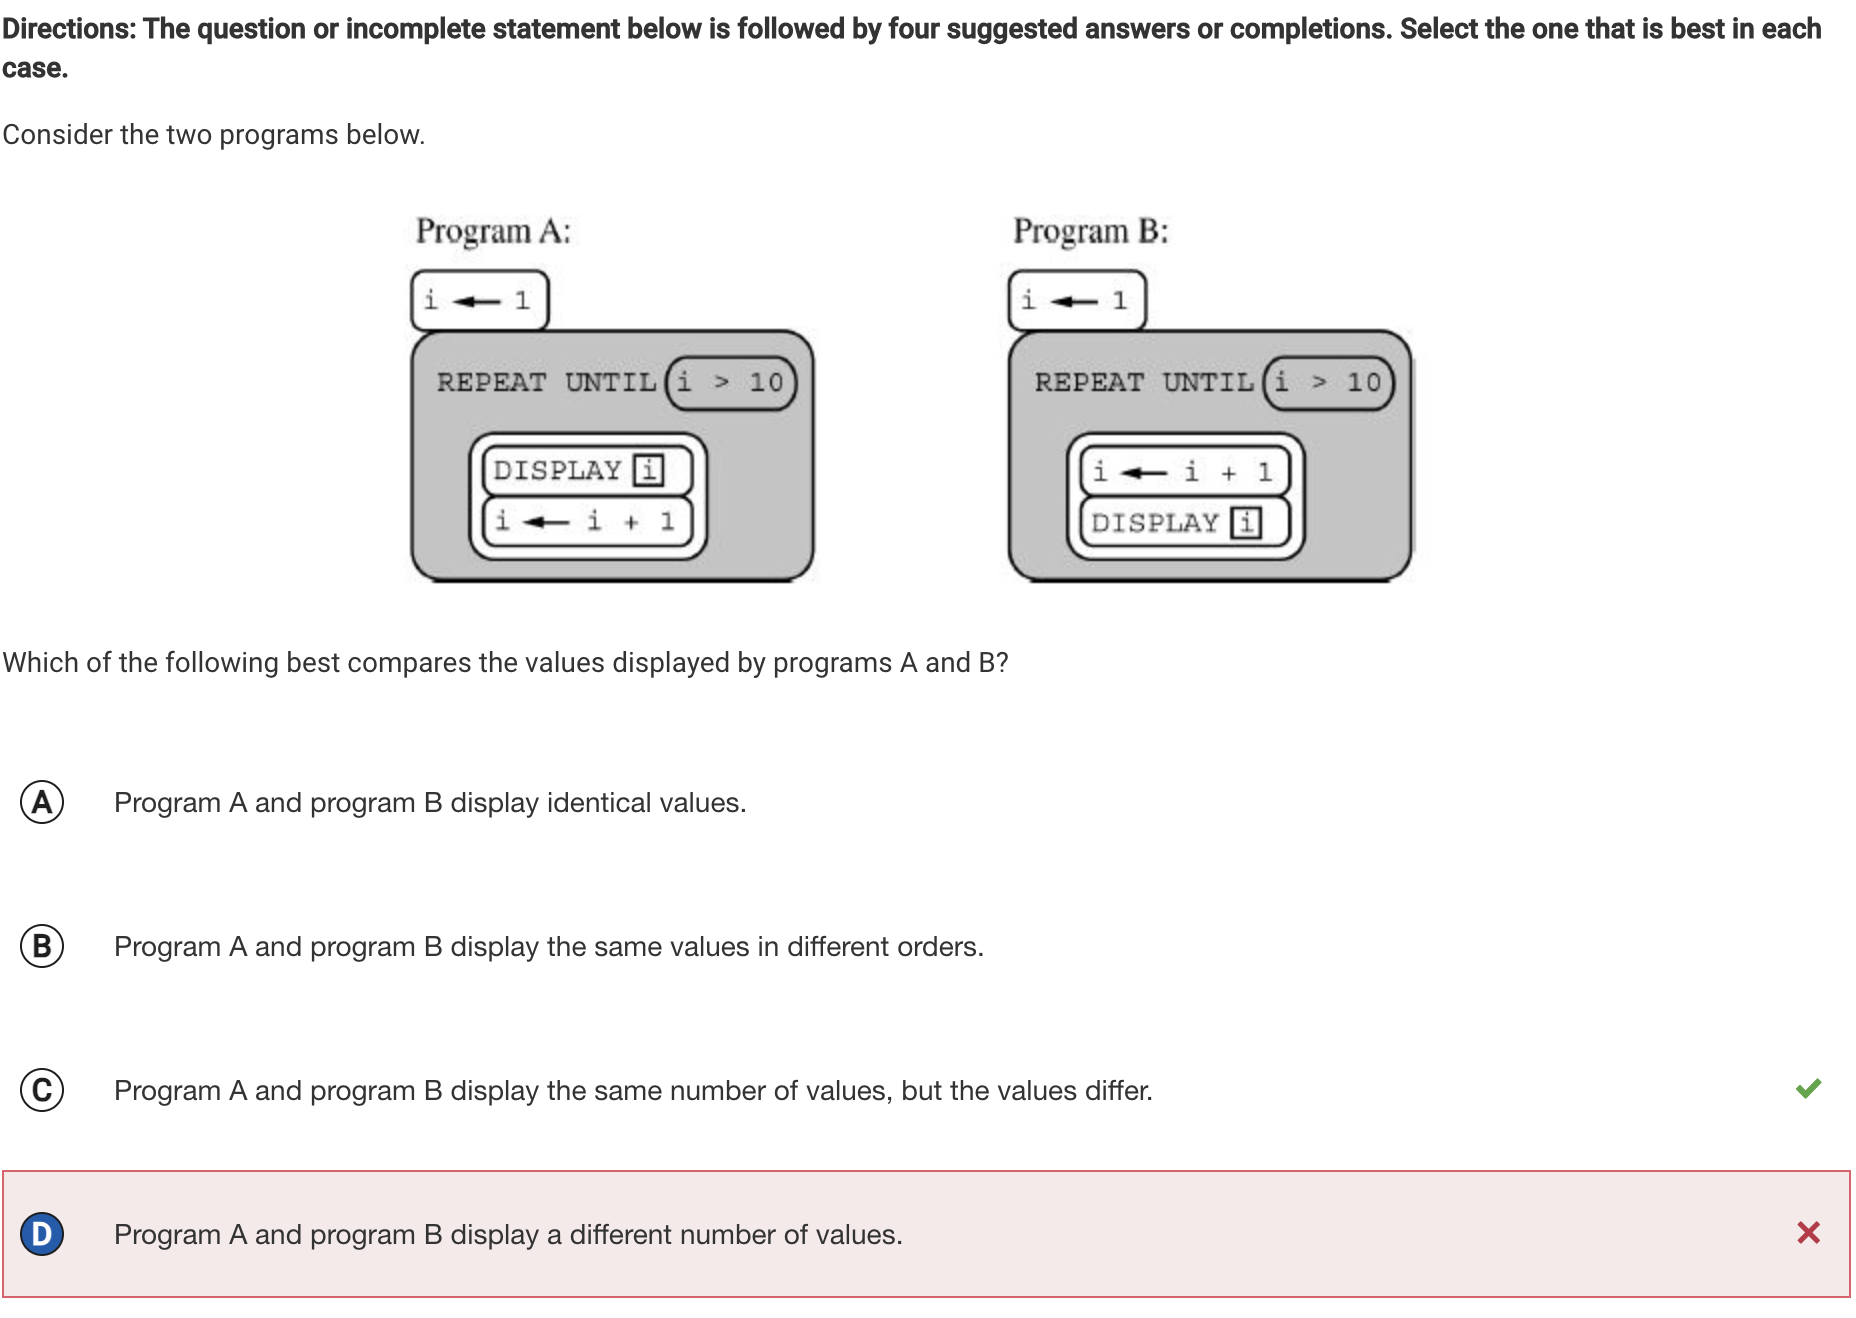 Directions: The question or incomplete statement below is followed by four suggested answers or completions. Select the one that is best in each
case.
Consider the two programs below.
Program A:
i ← 1
REPEAT UNTIL i > 10
DISPLAY i
i ← i + 1
Program B:
i ← 1
REPEAT UNTIL i > 10
i ← i + 1
DISPLAY i
Which of the following best compares the values displayed by programs A and B?
A Program A and program B display identical values.
B Program A and program B display the same values in different orders.
C Program A and program B display the same number of values, but the values differ.
D Program A and program B display a different number of values.